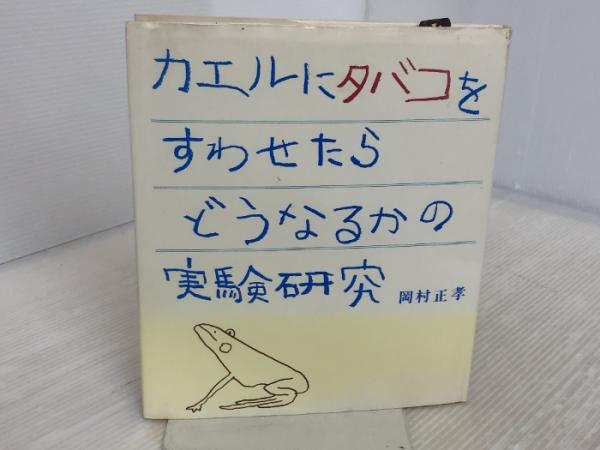 カエルにタバコを
すわせたら
どうなるかの
実験研究
岡村正孝